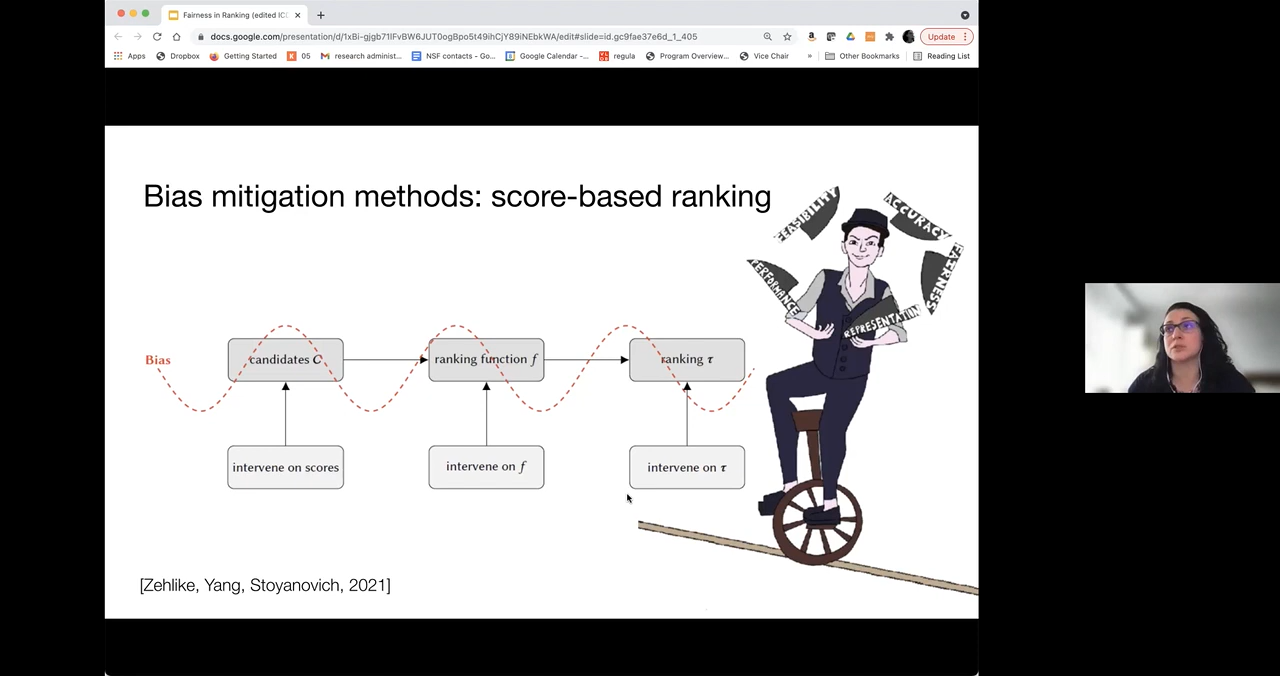 Fairness in Ranking (edited IC
docs.google.com/presentation/d/1xBi-gjgb71IFvBW6JUT0ogBpo5t49ihCjY89iNEbkWA/edit#slide=id.gc9fae37e6d_1_405
Update
Apps
Dropbox
Getting Started
05
research administ...
NSF contacts - Go...
Google Calendar -...
regula
Program Overview...
Vice Chair
»
Other Bookmarks
Reading List
Bias mitigation methods: score-based ranking
FEASIBILITY
ACCURACY
PERFORMANCE
REPRESENTATION
FAIRNESS
Bias
candidates C
ranking function f
ranking τ
intervene on scores
intervene on f
intervene on τ
[Zehlike, Yang, Stoyanovich, 2021]